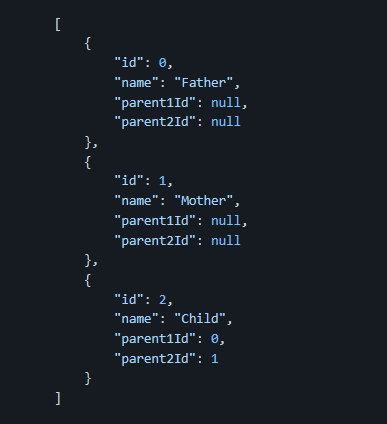 [
    {
        "id": 0,
        "name": "Father",
        "parent1Id": null,
        "parent2Id": null
    },
    {
        "id": 1,
        "name": "Mother",
        "parent1Id": null,
        "parent2Id": null
    },
    {
        "id": 2,
        "name": "Child",
        "parent1Id": 0,
        "parent2Id": 1
    }
]